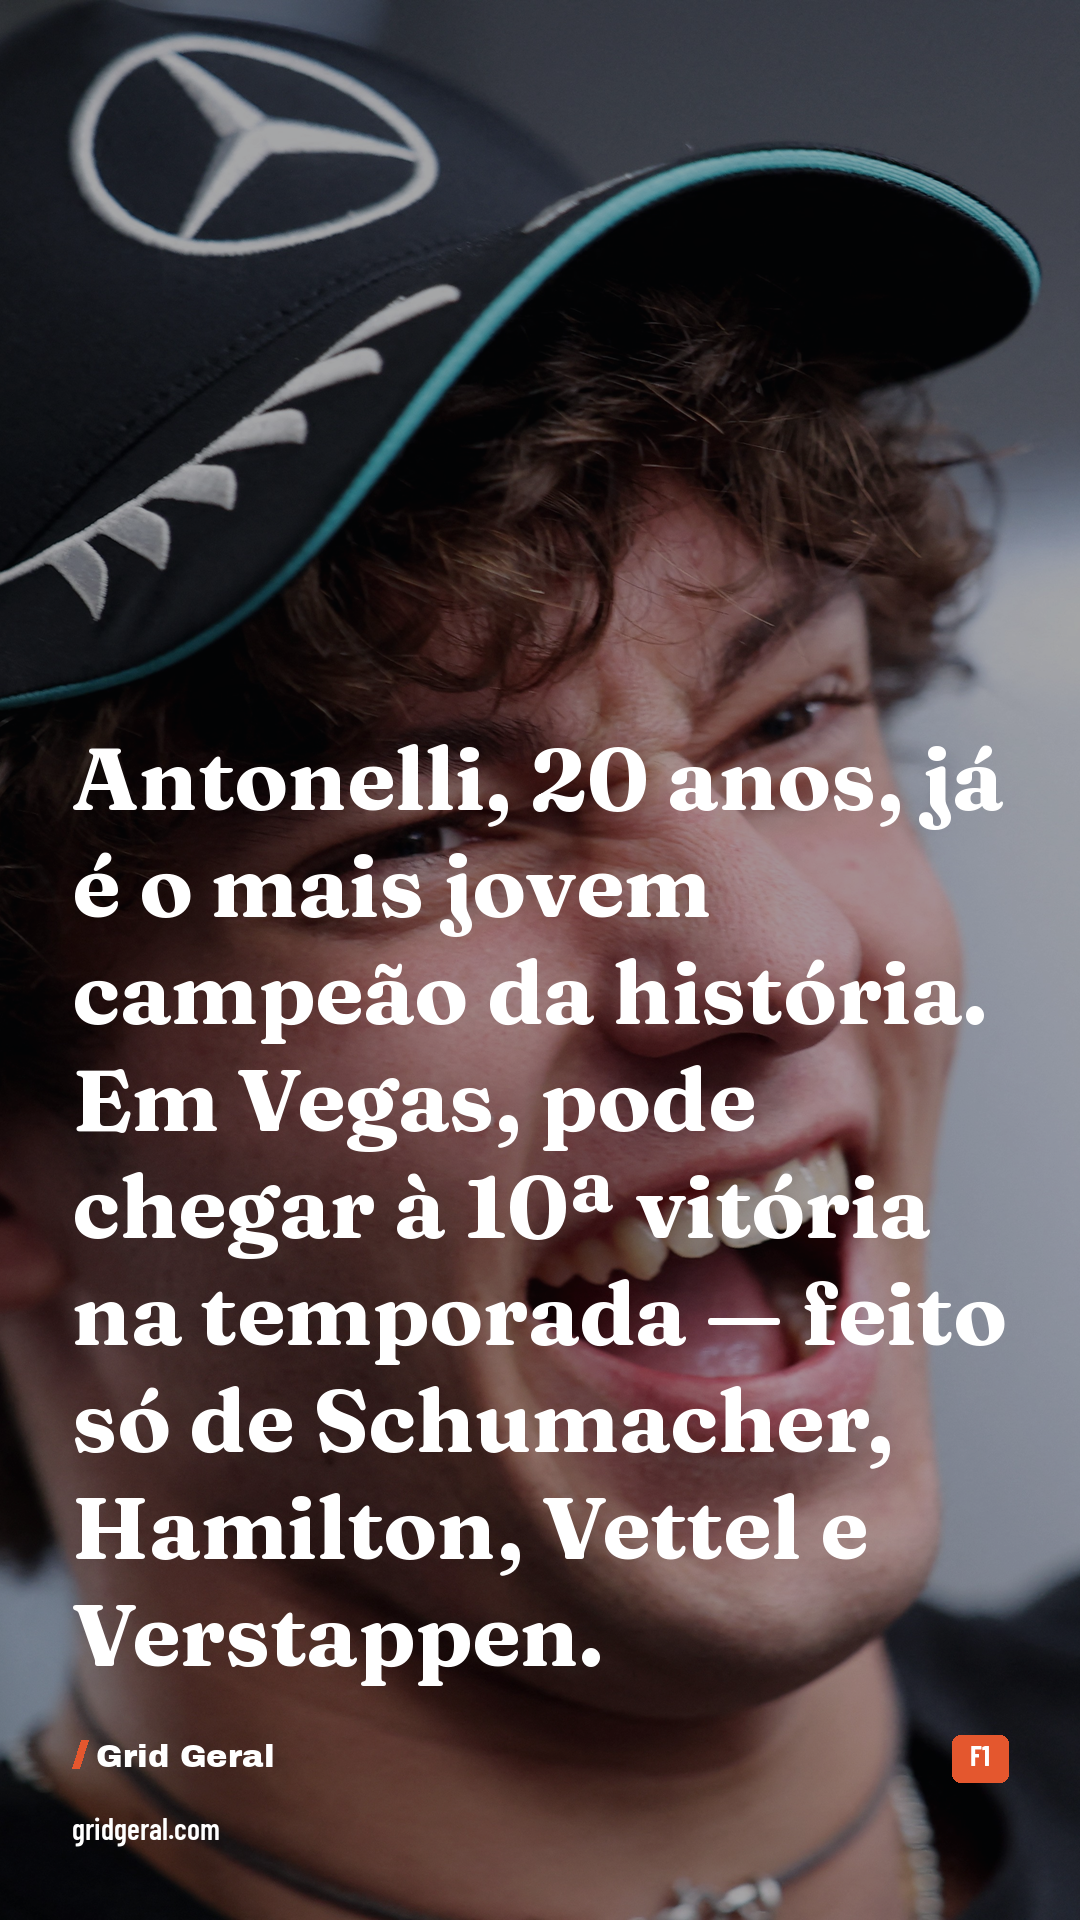 Antonelli, 20 anos, já
é o mais jovem
campeão da história.
Em Vegas, pode
chegar à 10ª vitória
na temporada — feito
só de Schumacher,
Hamilton, Vettel e
Verstappen.
/ Grid Geral
F1
gridgeral.com